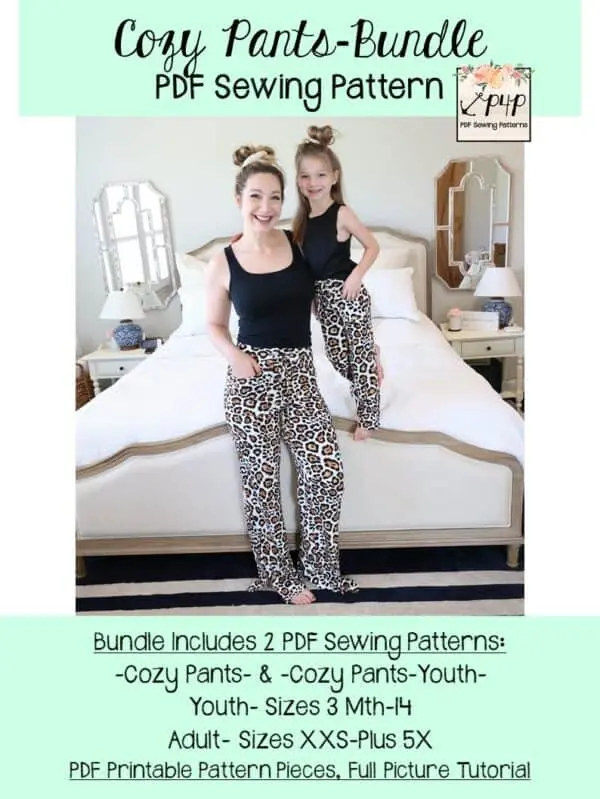 Cozy Pants-Bundle
PDF Sewing Pattern
P4P
PDF Sewing Patterns
Bundle Includes 2 PDF Sewing Patterns:
-Cozy Pants- & -Cozy Pants-Youth-
Youth- Sizes 3 Mth-14
Adult- Sizes XXS-Plus 5X
PDF Printable Pattern Pieces, Full Picture Tutorial